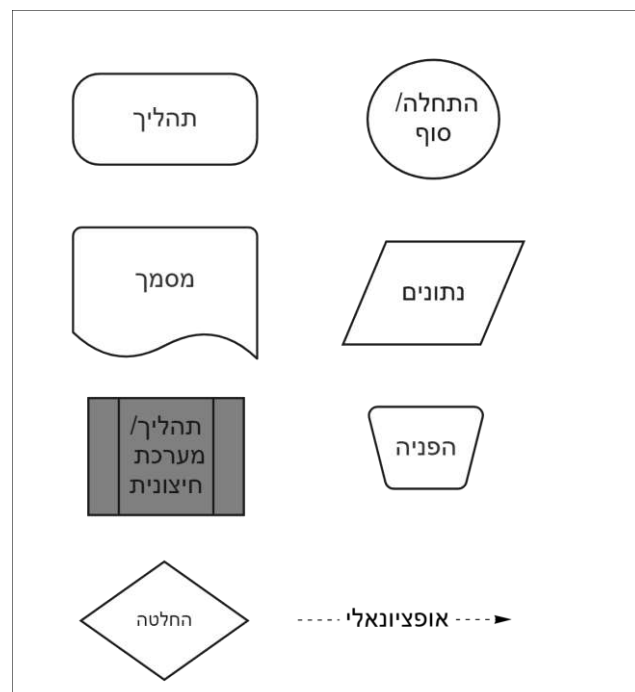 התחלה/
סוף
תהליך
נתונים
מסמך
הפניה
תהליך/
מערכת
חיצונית
אופציונאלי
החלטה